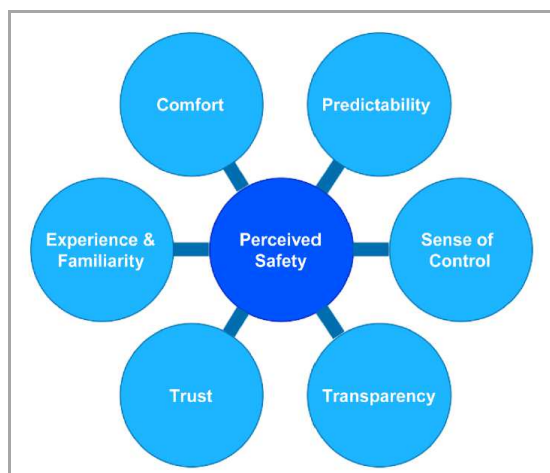 Comfort
Predictability
Experience &
Familiarity
Perceived
Safety
Sense of
Control
Trust
Transparency